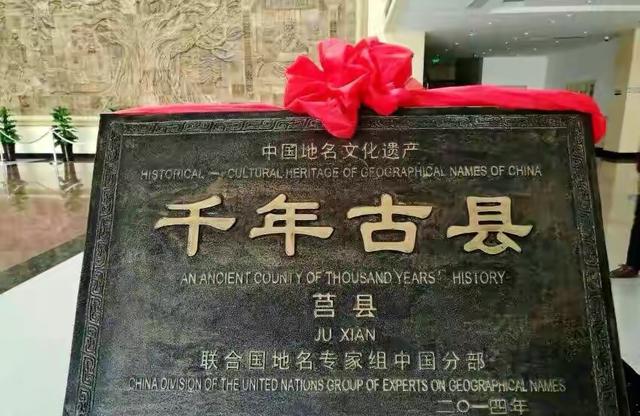 中国地名文化遗产
HISTORICAL — CULTURAL HERITAGE OF GEOGRAPHICAL NAMES OF CHINA
千年古县
AN ANCIENT COUNTY OF THOUSAND YEARS' HISTORY
莒县
JU XIAN
联合国地名专家组中国分部
CHINA DIVISION OF THE UNITED NATIONS GROUP OF EXPERTS ON GEOGRAPHICAL NAMES
二〇一四年